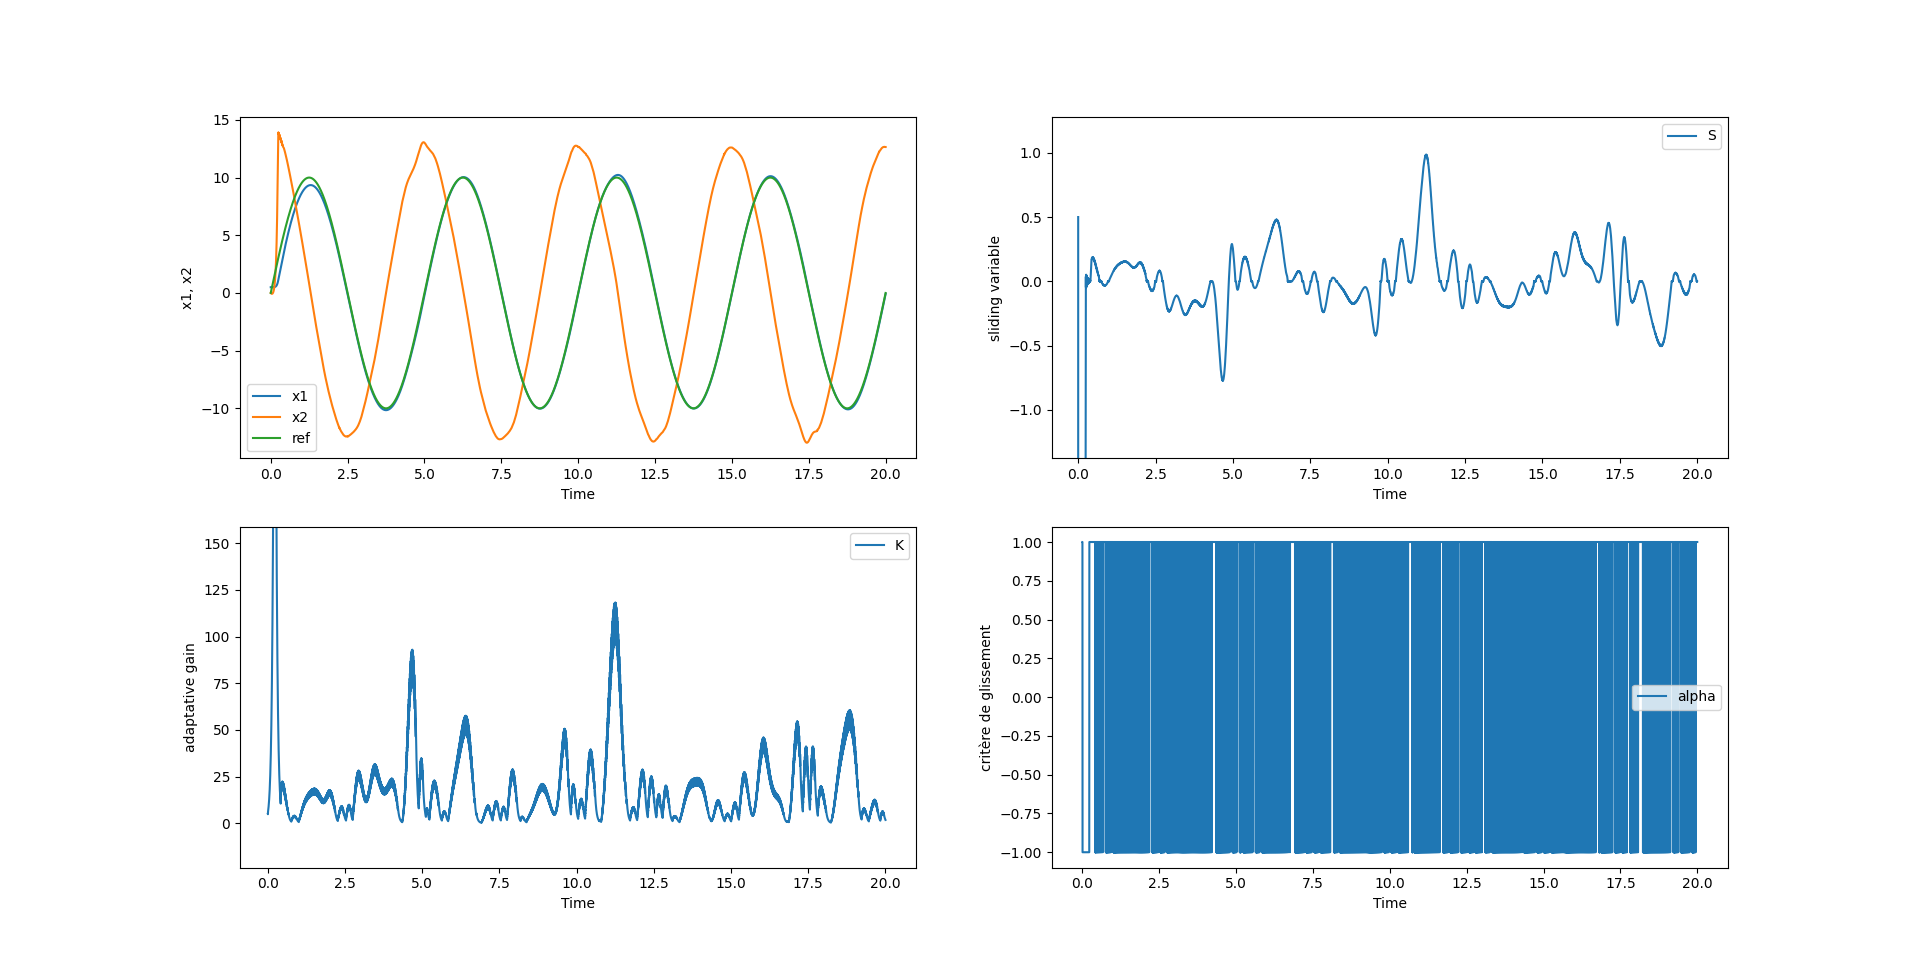 x1, x2
15
10
5
0
−5
−10
x1
x2
ref
0.0 2.5 5.0 7.5 10.0 12.5 15.0 17.5 20.0
Time
sliding variable
1.0
0.5
0.0
−0.5
−1.0
S
0.0 2.5 5.0 7.5 10.0 12.5 15.0 17.5 20.0
Time
adaptative gain
150
125
100
75
50
25
0
K
0.0 2.5 5.0 7.5 10.0 12.5 15.0 17.5 20.0
Time
critère de glissement
1.00
0.75
0.50
0.25
0.00
−0.25
−0.50
−0.75
−1.00
alpha
0.0 2.5 5.0 7.5 10.0 12.5 15.0 17.5 20.0
Time